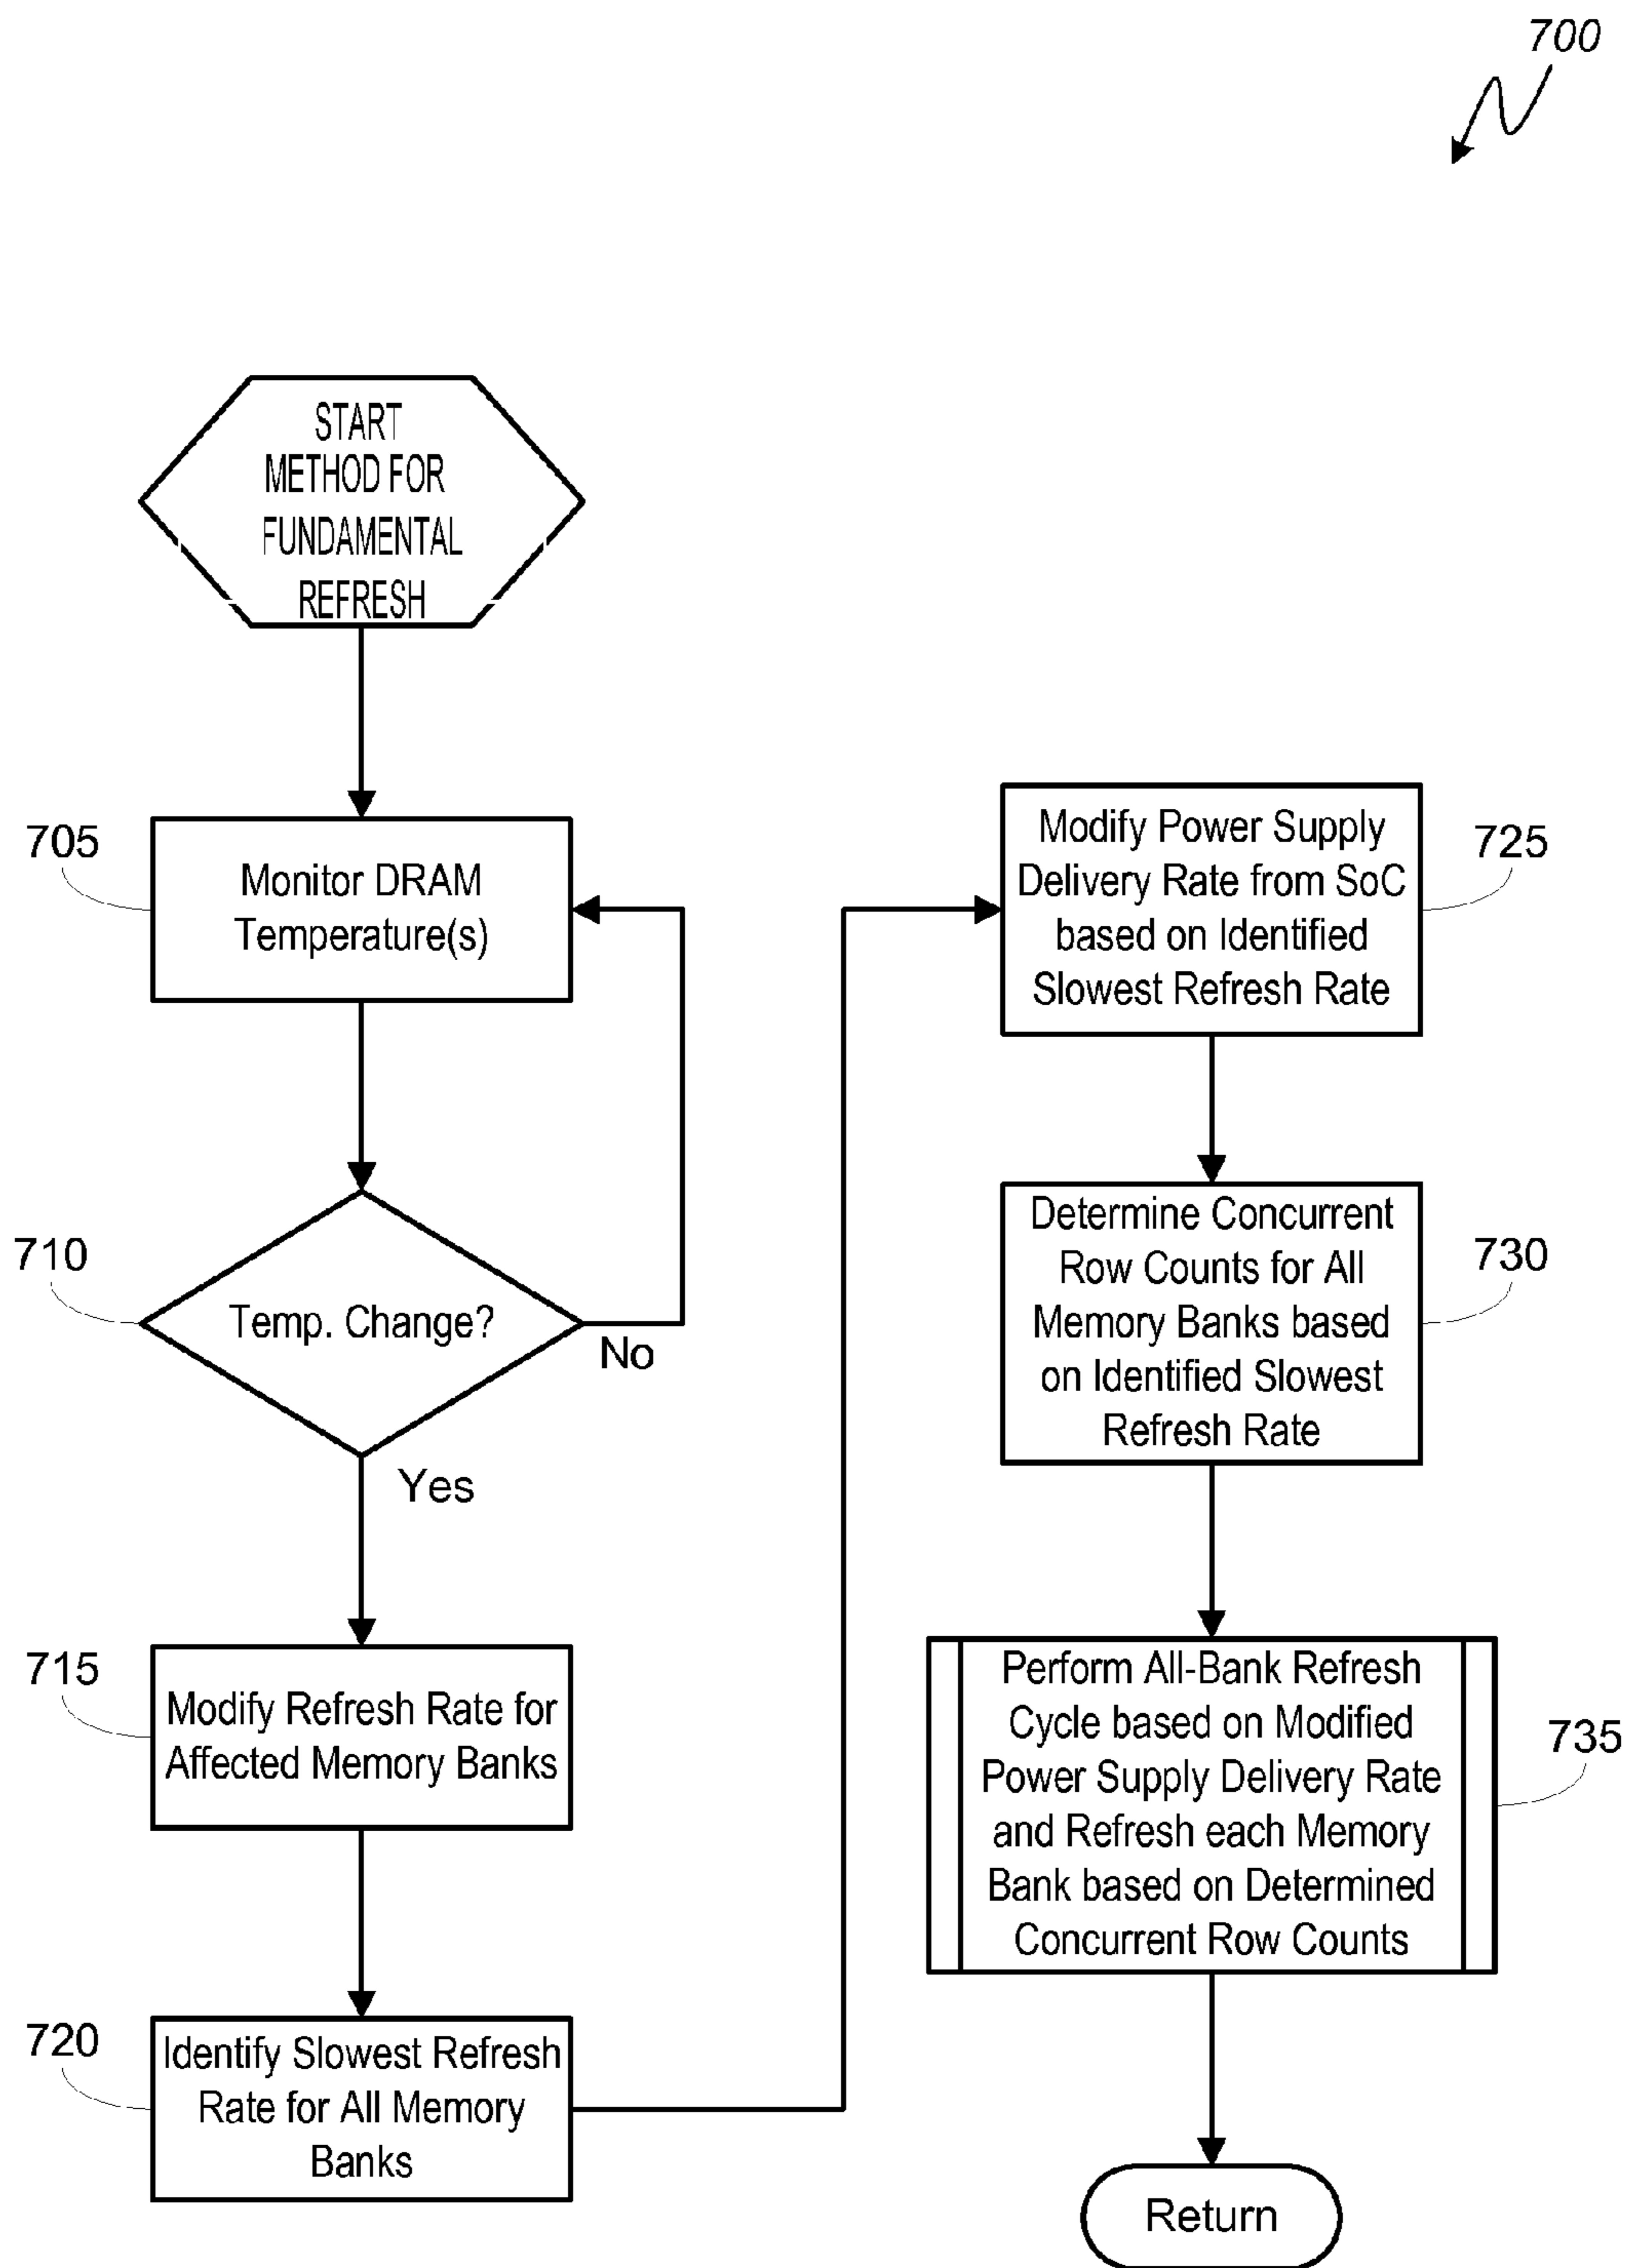 700
START
METHOD FOR
FUNDAMENTAL
REFRESH
705
Monitor DRAM
Temperature(s)
710
Temp. Change?
No
Yes
715
Modify Refresh Rate for
Affected Memory Banks
720
Identify Slowest Refresh
Rate for All Memory
Banks
Modify Power Supply
Delivery Rate from SoC
based on Identified
Slowest Refresh Rate
725
Determine Concurrent
Row Counts for All
Memory Banks based
on Identified Slowest
Refresh Rate
730
Perform All-Bank Refresh
Cycle based on Modified
Power Supply Delivery Rate
and Refresh each Memory
Bank based on Determined
Concurrent Row Counts
735
Return